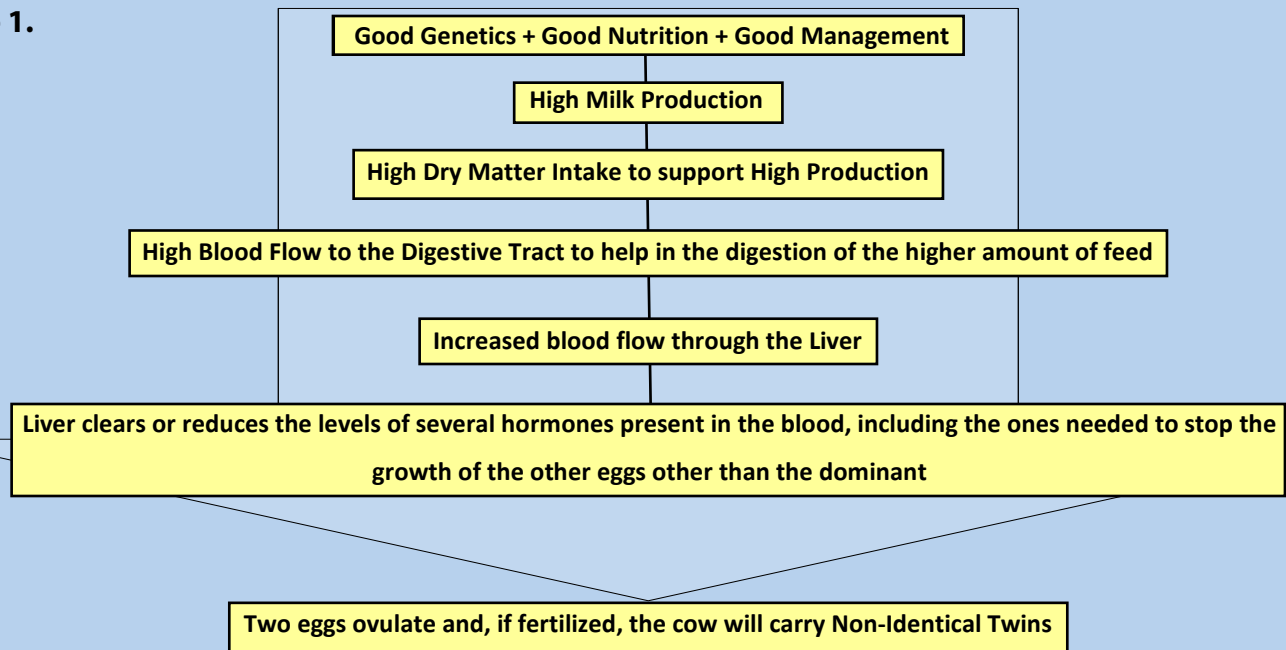 1.
Good Genetics + Good Nutrition + Good Management
High Milk Production
High Dry Matter Intake to support High Production
High Blood Flow to the Digestive Tract to help in the digestion of the higher amount of feed
Increased blood flow through the Liver
Liver clears or reduces the levels of several hormones present in the blood, including the ones needed to stop the
growth of the other eggs other than the dominant
Two eggs ovulate and, if fertilized, the cow will carry Non-Identical Twins